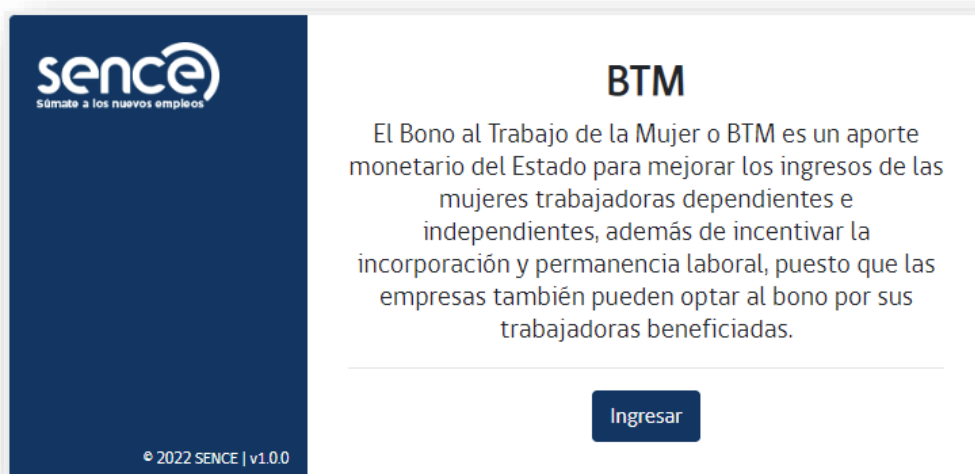 sence
Súmate a los nuevos empleos
BTM
El Bono al Trabajo de la Mujer o BTM es un aporte
monetario del Estado para mejorar los ingresos de las
mujeres trabajadoras dependientes e
independientes, además de incentivar la
incorporación y permanencia laboral, puesto que las
empresas también pueden optar al bono por sus
trabajadoras beneficiadas.
Ingresar
© 2022 SENCE | v1.0.0